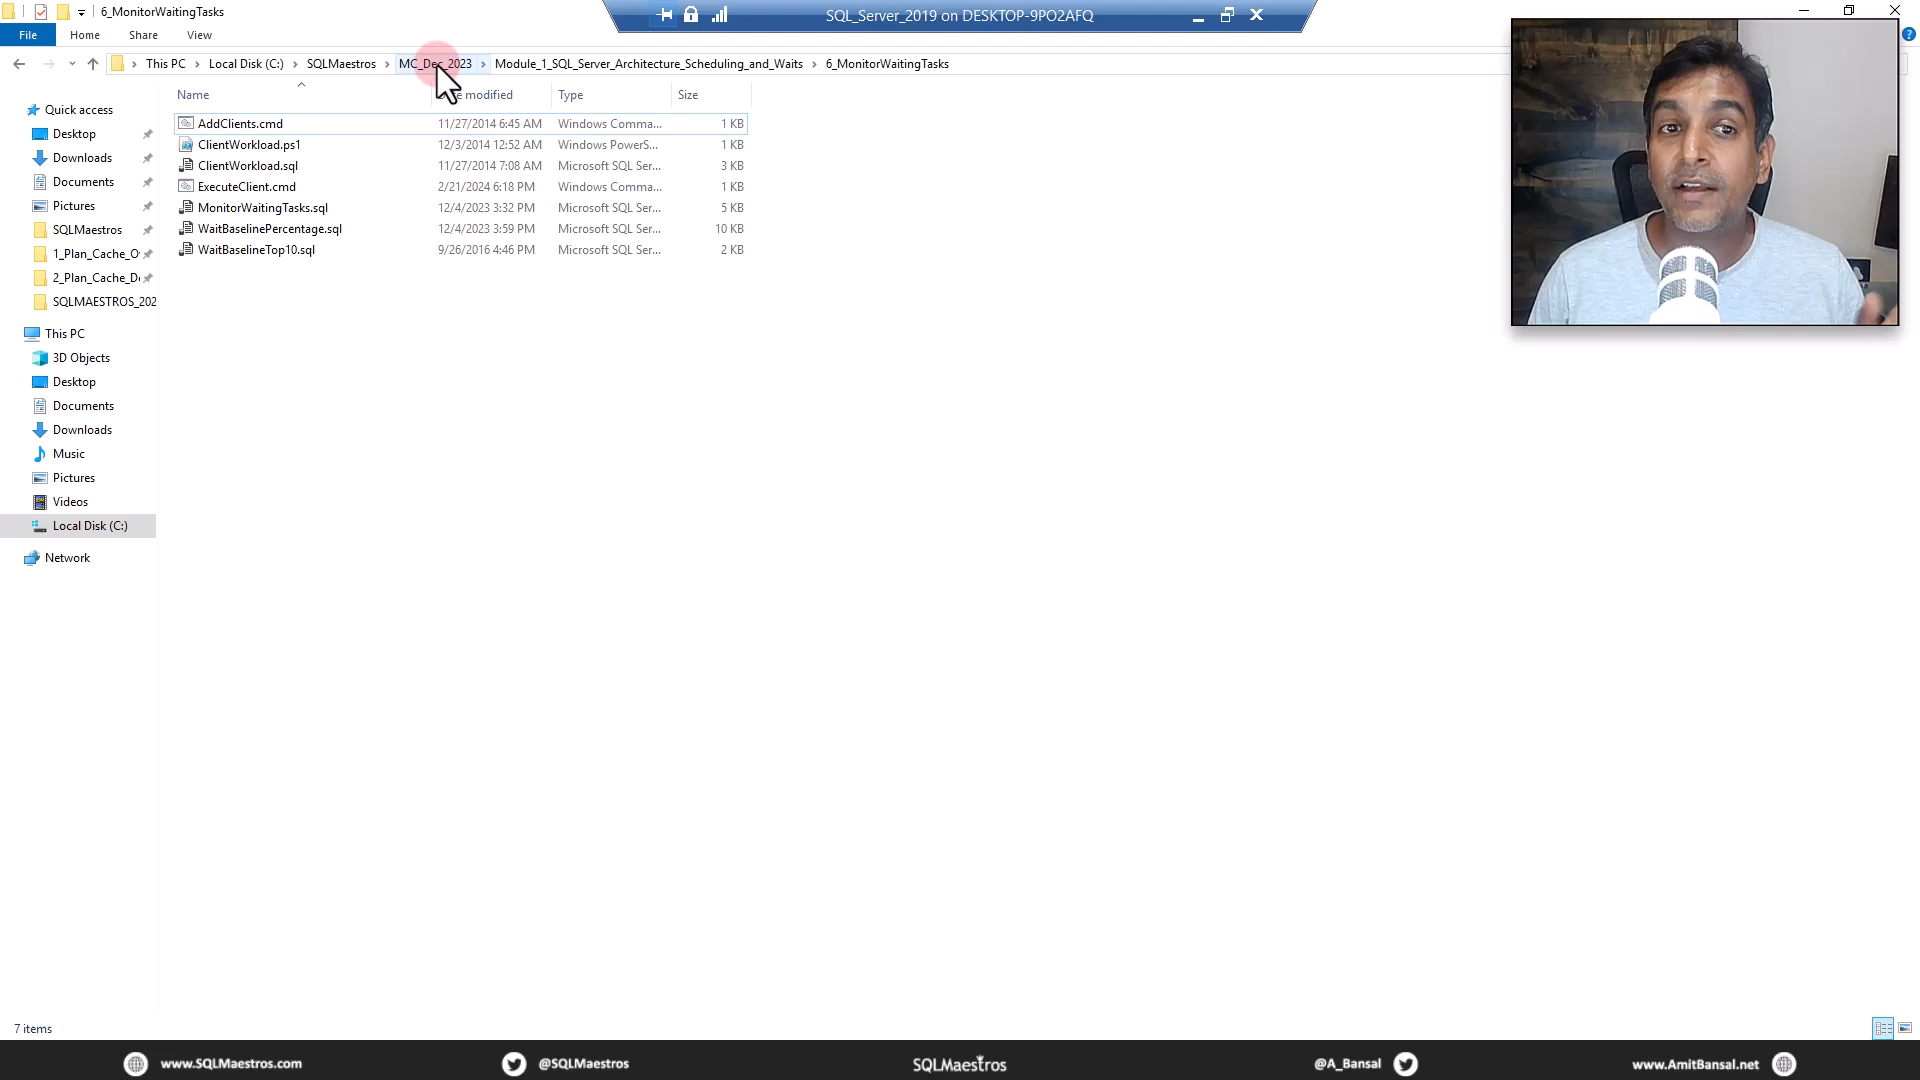 6_MonitorWaitingTasks
SQL_Server_2019 on DESKTOP-9PO2AFQ
File Home Share View
This PC Local Disk (C:) SQLMaestros MC_Dec_2023 Module_1_SQL_Server_Architecture_Scheduling_and_Waits 6_MonitorWaitingTasks
Name modified Type Size
AddClients.cmd 11/27/2014 6:45 AM Windows Comma... 1 KB
ClientWorkload.ps1 12/3/2014 12:52 AM Windows PowerS... 1 KB
ClientWorkload.sql 11/27/2014 7:08 AM Microsoft SQL Ser... 3 KB
ExecuteClient.cmd 2/21/2024 6:18 PM Windows Comma... 1 KB
MonitorWaitingTasks.sql 12/4/2023 3:32 PM Microsoft SQL Ser... 5 KB
WaitBaselinePercentage.sql 12/4/2023 3:59 PM Microsoft SQL Ser... 10 KB
WaitBaselineTop10.sql 9/26/2016 4:46 PM Microsoft SQL Ser... 2 KB
Quick access
Desktop
Downloads
Documents
Pictures
SQLMaestros
1_Plan_Cache_O
2_Plan_Cache_D
SQLMAESTROS_202
This PC
3D Objects
Desktop
Documents
Downloads
Music
Pictures
Videos
Local Disk (C:)
Network
7 items
www.SQLMaestros.com @SQLMaestros SQLMaestros @A_Bansal www.AmitBansal.net